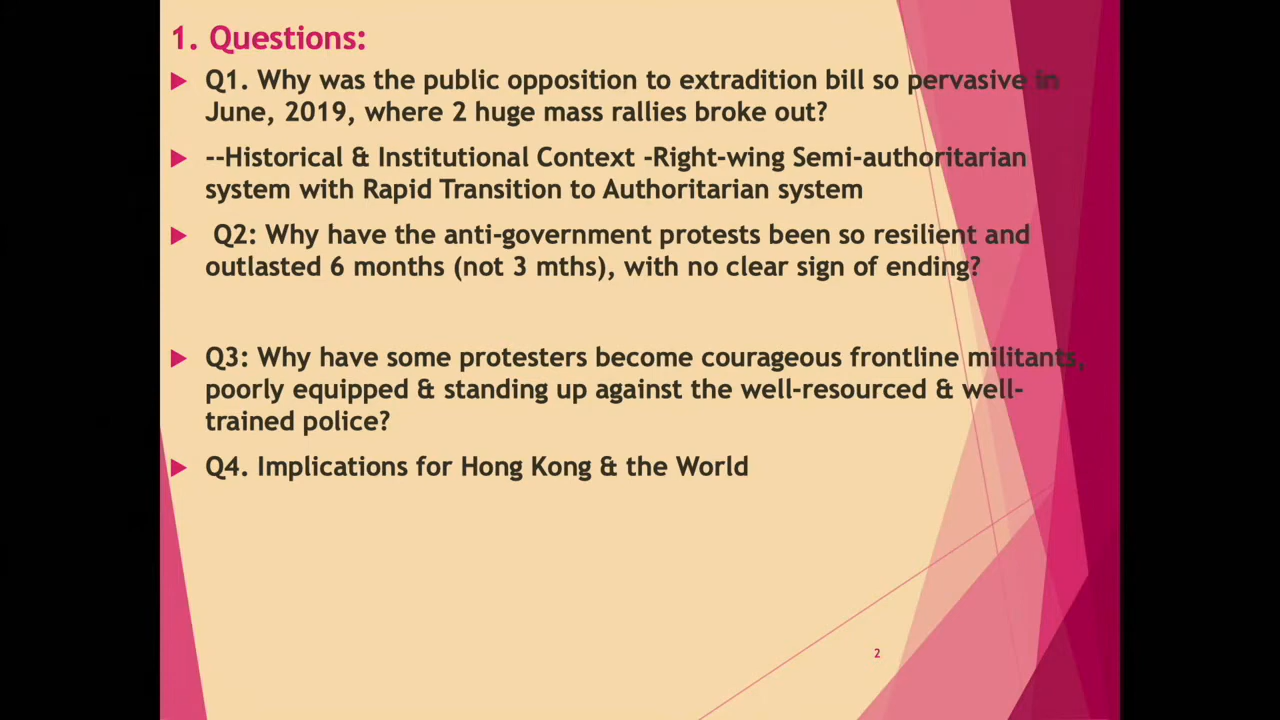 1. Questions:
Q1. Why was the public opposition to extradition bill so pervasive in
June, 2019, where 2 huge mass rallies broke out?
--Historical & Institutional Context -Right-wing Semi-authoritarian
system with Rapid Transition to Authoritarian system
Q2: Why have the anti-government protests been so resilient and
outlasted 6 months (not 3 mths), with no clear sign of ending?
Q3: Why have some protesters become courageous frontline militants,
poorly equipped & standing up against the well-resourced & well-
trained police?
Q4. Implications for Hong Kong & the World
2